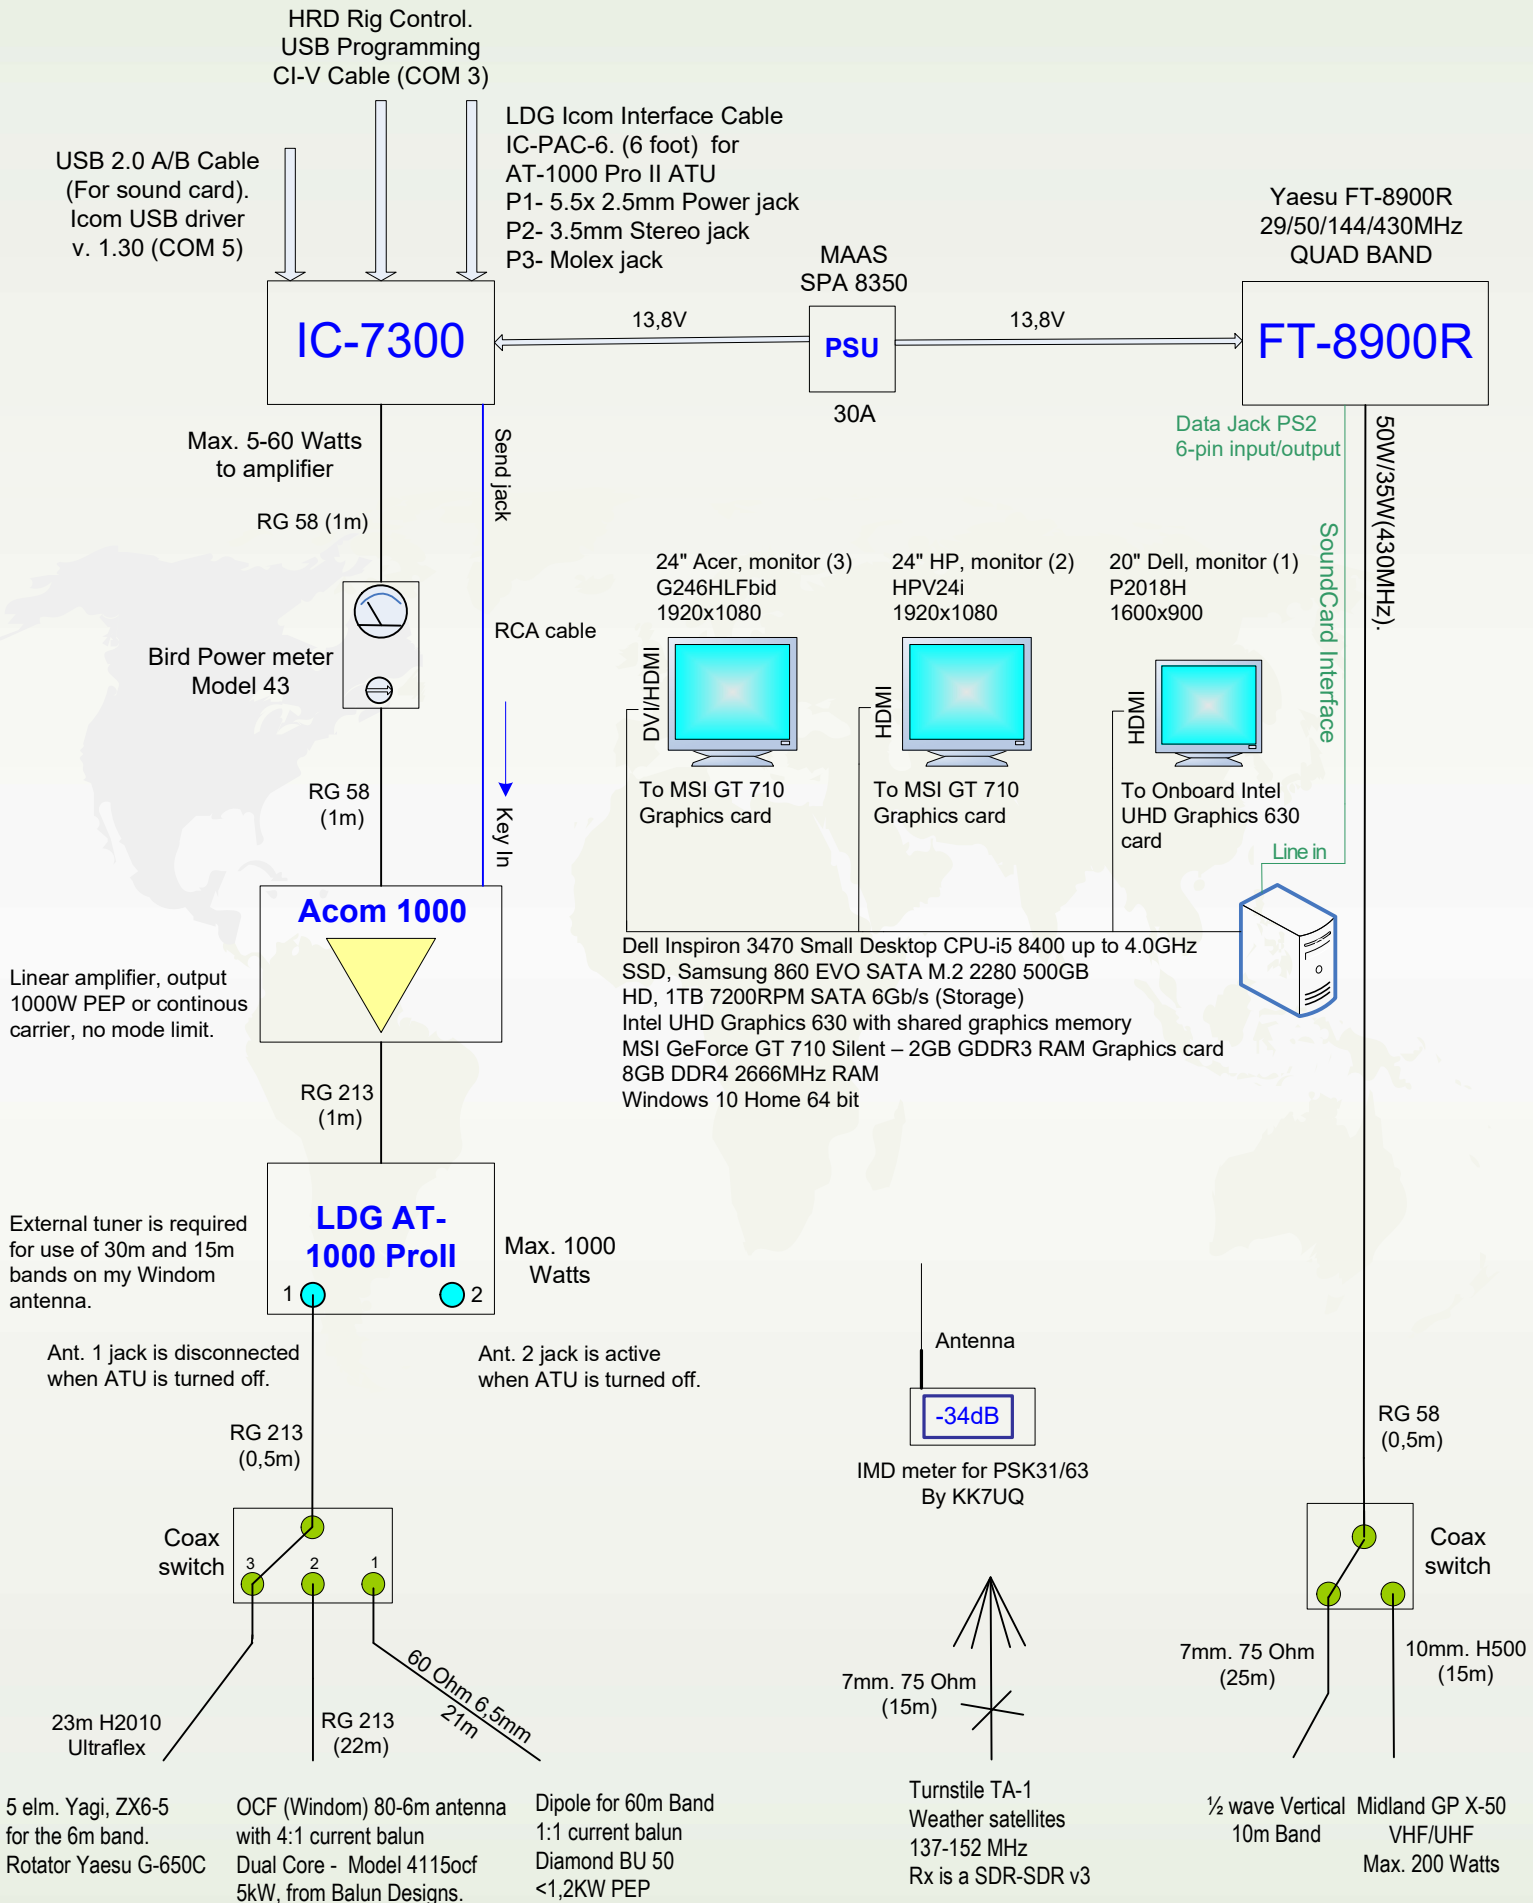 HRD Rig Control.
USB Programming
CI-V Cable (COM 3)
USB 2.0 A/B Cable
(For sound card).
Icom USB driver
v. 1.30 (COM 5)
LDG Icom Interface Cable
IC-PAC-6. (6 foot) for
AT-1000 Pro II ATU
P1- 5.5x 2.5mm Power jack
P2- 3.5mm Stereo jack
P3- Molex jack
MAAS
SPA 8350
Yaesu FT-8900R
29/50/144/430MHz
QUAD BAND
IC-7300
13,8V
PSU
13,8V
FT-8900R
30A
Max. 5-60 Watts
to amplifier
Send jack
Data Jack PS2
6-pin input/output
50W/35W(430MHz).
RG 58 (1m)
SoundCard Interface
24" Acer, monitor (3)
G246HLFbid
1920x1080
24" HP, monitor (2)
HPV24i
1920x1080
20" Dell, monitor (1)
P2018H
1600x900
RCA cable
Bird Power meter
Model 43
DVI/HDMI
HDMI
HDMI
To MSI GT 710
Graphics card
To MSI GT 710
Graphics card
To Onboard Intel
UHD Graphics 630
card
RG 58
(1m)
Key In
Line in
Acom 1000
Linear amplifier, output
1000W PEP or continous
carrier, no mode limit.
Dell Inspiron 3470 Small Desktop CPU-i5 8400 up to 4.0GHz
SSD, Samsung 860 EVO SATA M.2 2280 500GB
HD, 1TB 7200RPM SATA 6Gb/s (Storage)
Intel UHD Graphics 630 with shared graphics memory
MSI GeForce GT 710 Silent – 2GB GDDR3 RAM Graphics card
8GB DDR4 2666MHz RAM
Windows 10 Home 64 bit
RG 213
(1m)
External tuner is required
for use of 30m and 15m
bands on my Windom
antenna.
LDG AT-
1000 ProII
1
2
Max. 1000
Watts
Ant. 1 jack is disconnected
when ATU is turned off.
Ant. 2 jack is active
when ATU is turned off.
Antenna
-34dB
IMD meter for PSK31/63
By KK7UQ
RG 213
(0,5m)
RG 58
(0,5m)
Coax
switch
3
2
1
Coax
switch
60 Ohm 6,5mm
21m
7mm. 75 Ohm
(15m)
7mm. 75 Ohm
(25m)
10mm. H500
(15m)
23m H2010
Ultraflex
RG 213
(22m)
5 elm. Yagi, ZX6-5
for the 6m band.
Rotator Yaesu G-650C
OCF (Windom) 80-6m antenna
with 4:1 current balun
Dual Core - Model 4115ocf
5kW, from Balun Designs.
Dipole for 60m Band
1:1 current balun
Diamond BU 50
<1,2KW PEP
Turnstile TA-1
Weather satellites
137-152 MHz
Rx is a SDR-SDR v3
½ wave Vertical
10m Band
Midland GP X-50
VHF/UHF
Max. 200 Watts